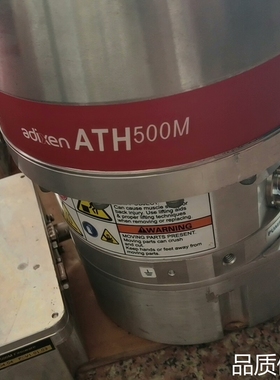 adixen ATH500M
Can cause muscle
back injury. Use lifting aids
& proper lifting techniques
when removing or replacing.
WARNING
MOVING PARTS PRESENT.
Moving parts can crush
and cut.
Keep hands or feet away from
moving parts.
品质